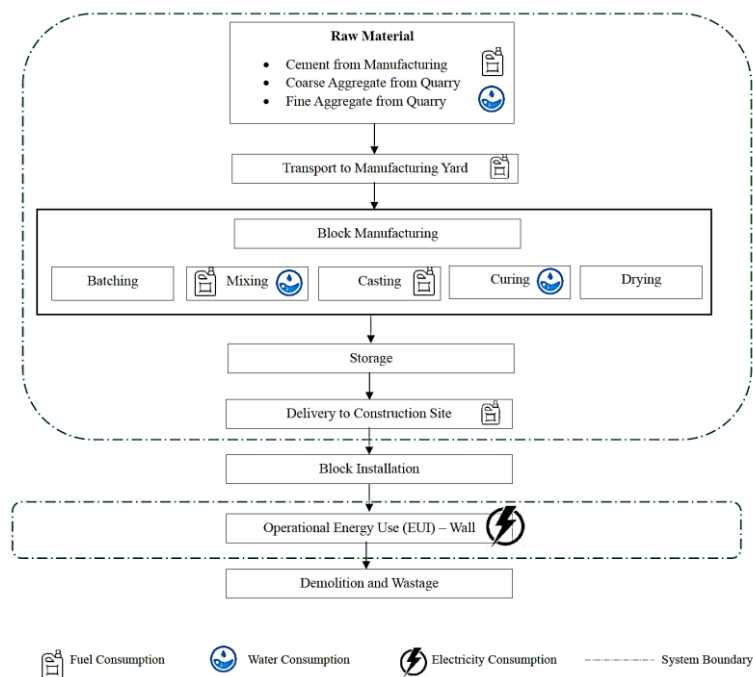 Raw Material
• Cement from Manufacturing
• Coarse Aggregate from Quarry
• Fine Aggregate from Quarry
Transport to Manufacturing Yard
Block Manufacturing
Batching
Mixing
Casting
Curing
Drying
Storage
Delivery to Construction Site
Block Installation
Operational Energy Use (EUI) – Wall
Demolition and Wastage
Fuel Consumption
Water Consumption
Electricity Consumption
System Boundary